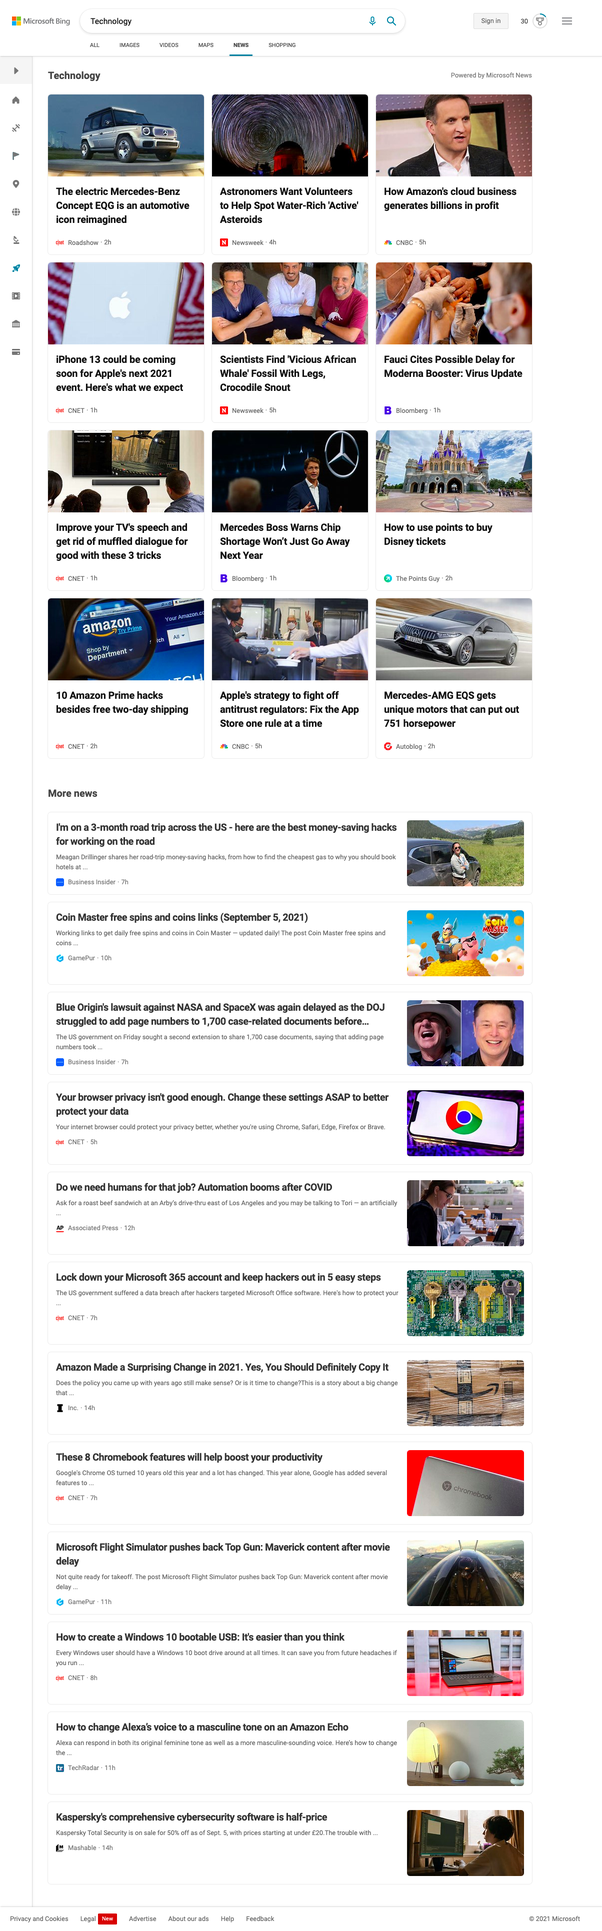 Microsoft Bing
Technology
Sign in
30
ALL IMAGES VIDEOS MAPS NEWS SHOPPING
Technology
Powered by Microsoft News
The electric Mercedes-Benz
Concept EQG is an automotive
icon reimagined
Roadshow · 2h
Astronomers Want Volunteers
to Help Spot Water-Rich 'Active'
Asteroids
Newsweek · 4h
How Amazon's cloud business
generates billions in profit
CNBC · 5h
iPhone 13 could be coming
soon for Apple's next 2021
event. Here's what we expect
CNET · 1h
Scientists Find 'Vicious African
Whale' Fossil With Legs,
Crocodile Snout
Newsweek · 5h
Fauci Cites Possible Delay for
Moderna Booster: Virus Update
Bloomberg · 1h
Improve your TV's speech and
get rid of muffled dialogue for
good with these 3 tricks
CNET · 1h
Mercedes Boss Warns Chip
Shortage Won't Just Go Away
Next Year
Bloomberg · 1h
How to use points to buy
Disney tickets
The Points Guy · 2h
amazon
Try Prime
Shop by
Department
Your Amazon.co
All
10 Amazon Prime hacks
besides free two-day shipping
CNET · 2h
Apple's strategy to fight off
antitrust regulators: Fix the App
Store one rule at a time
CNBC · 5h
Mercedes-AMG EQS gets
unique motors that can put out
751 horsepower
Autoblog · 2h
More news
I'm on a 3-month road trip across the US - here are the best money-saving hacks
for working on the road
Meagan Drillinger shares her road-trip money-saving hacks, from how to find the cheapest gas to why you should book
hotels at ...
Business Insider · 7h
Coin Master free spins and coins links (September 5, 2021)
Working links to get daily free spins and coins in Coin Master — updated daily! The post Coin Master free spins and
coins ...
GamePur · 10h
COIN
MASTER
Blue Origin's lawsuit against NASA and SpaceX was again delayed as the DOJ
struggled to add page numbers to 1,700 case-related documents before...
The US government on Friday sought a second extension to share 1,700 case documents, saying that adding page
numbers took ...
Business Insider · 7h
Your browser privacy isn't good enough. Change these settings ASAP to better
protect your data
Your internet browser could protect your privacy better, whether you're using Chrome, Safari, Edge, Firefox or Brave.
CNET · 5h
Do we need humans for that job? Automation booms after COVID
Ask for a roast beef sandwich at an Arby's drive-thru east of Los Angeles and you may be talking to Tori — an artificially
...
AP Associated Press · 12h
Lock down your Microsoft 365 account and keep hackers out in 5 easy steps
The US government suffered a data breach after hackers targeted Microsoft Office software. Here's how to protect your
...
CNET · 7h
Amazon Made a Surprising Change in 2021. Yes, You Should Definitely Copy It
Does the policy you came up with years ago still make sense? Or is it time to change?This is a story about a big change
that ...
Inc. · 14h
These 8 Chromebook features will help boost your productivity
Google's Chrome OS turned 10 years old this year and a lot has changed. This year alone, Google has added several
features to ...
CNET · 7h
chromebook
Microsoft Flight Simulator pushes back Top Gun: Maverick content after movie
delay
Not quite ready for takeoff. The post Microsoft Flight Simulator pushes back Top Gun: Maverick content after movie
delay ...
GamePur · 11h
How to create a Windows 10 bootable USB: It's easier than you think
Every Windows user should have a Windows 10 boot drive around at all times. It can save you from future headaches if
you run ...
CNET · 8h
How to change Alexa's voice to a masculine tone on an Amazon Echo
Alexa can respond in both its original feminine tone as well as a more masculine-sounding voice. Here's how to change
the ...
tr TechRadar · 11h
Kaspersky's comprehensive cybersecurity software is half-price
Kaspersky Total Security is on sale for 50% off as of Sept. 5, with prices starting at under £20.The trouble with ...
Mashable · 14h
Privacy and Cookies Legal New Advertise About our ads Help Feedback
© 2021 Microsoft